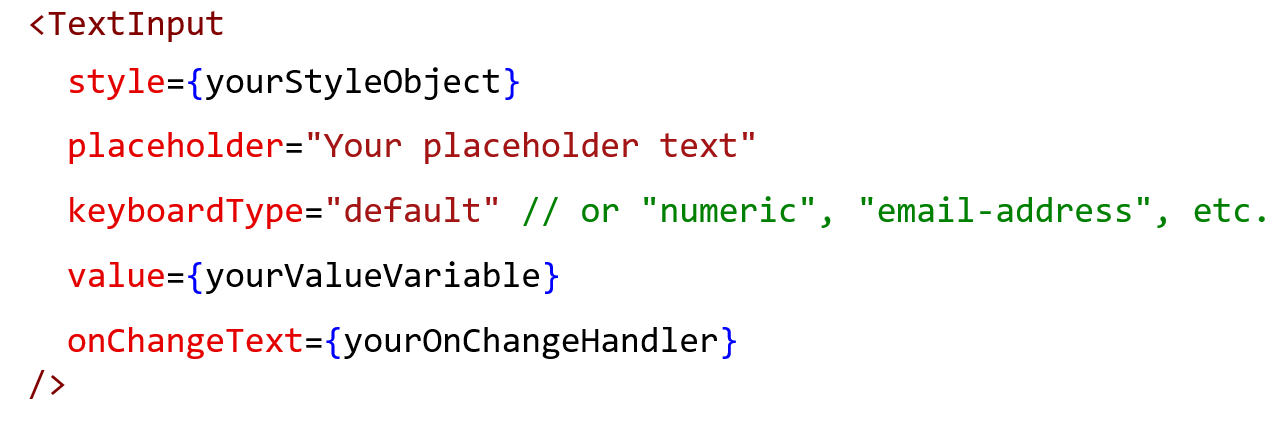 <TextInput
style={yourStyleObject}
placeholder="Your placeholder text"
keyboardType="default" // or "numeric", "email-address", etc.
value={yourValueVariable}
onChangeText={yourOnChangeHandler}
/>